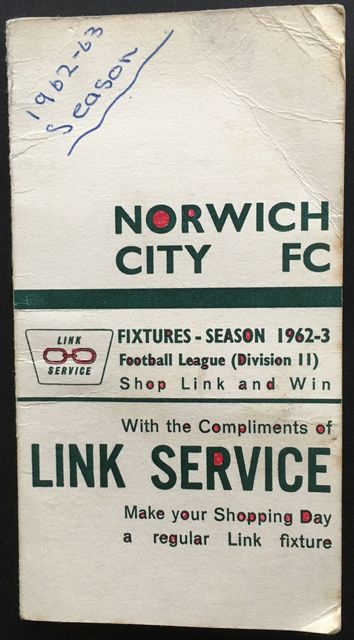 1962-63
Season
NORWICH
CITY FC
LINK
SERVICE
FIXTURES - SEASON 1962-3
Football League (Division II)
Shop Link and Win
With the Compliments of
LINK SERVICE
Make your Shopping Day
a regular Link fixture